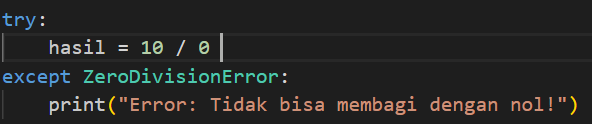 try:
    hasil = 10 / 0
except ZeroDivisionError:
    print("Error: Tidak bisa membagi dengan nol!")